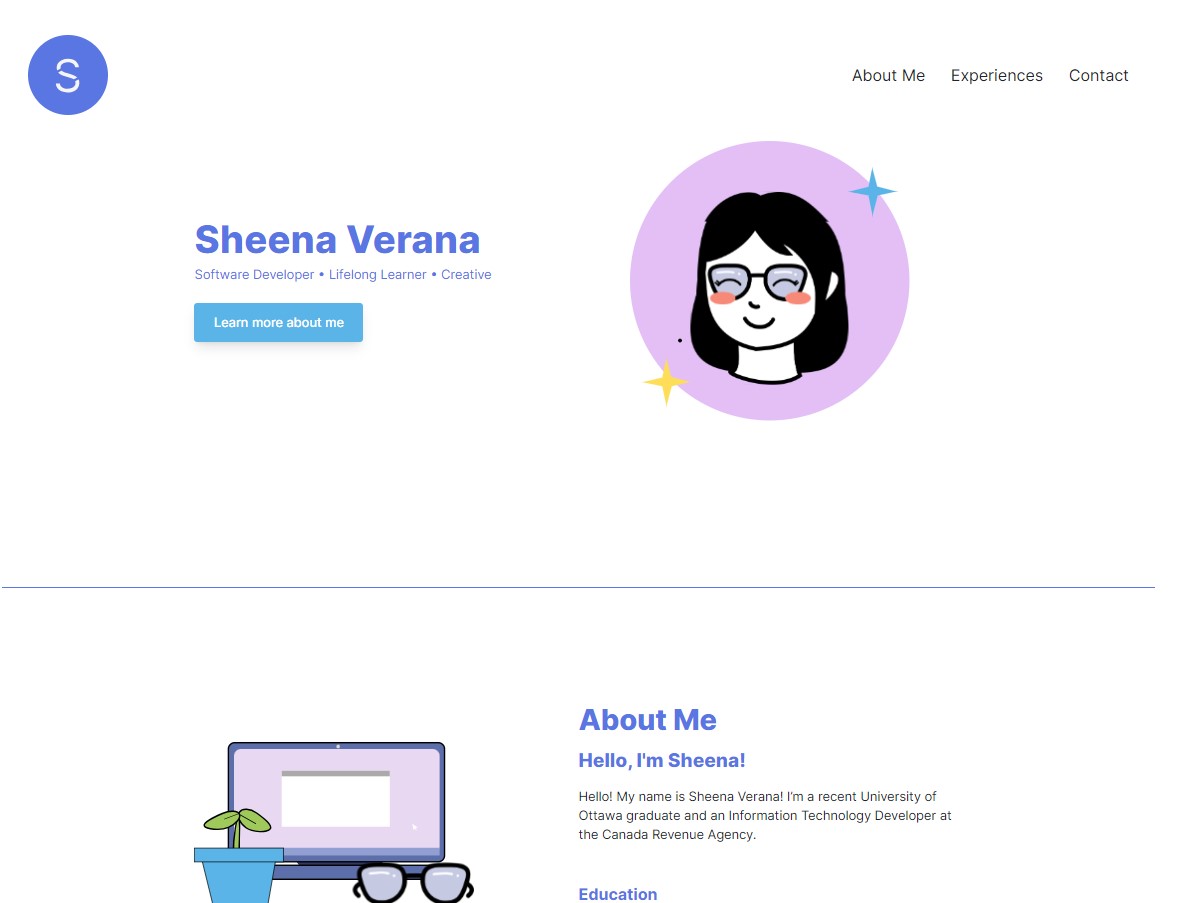 S
About Me Experiences Contact
Sheena Verana
Software Developer • Lifelong Learner • Creative
Learn more about me
About Me
Hello, I'm Sheena!
Hello! My name is Sheena Verana! I'm a recent University of
Ottawa graduate and an Information Technology Developer at
the Canada Revenue Agency.
Education